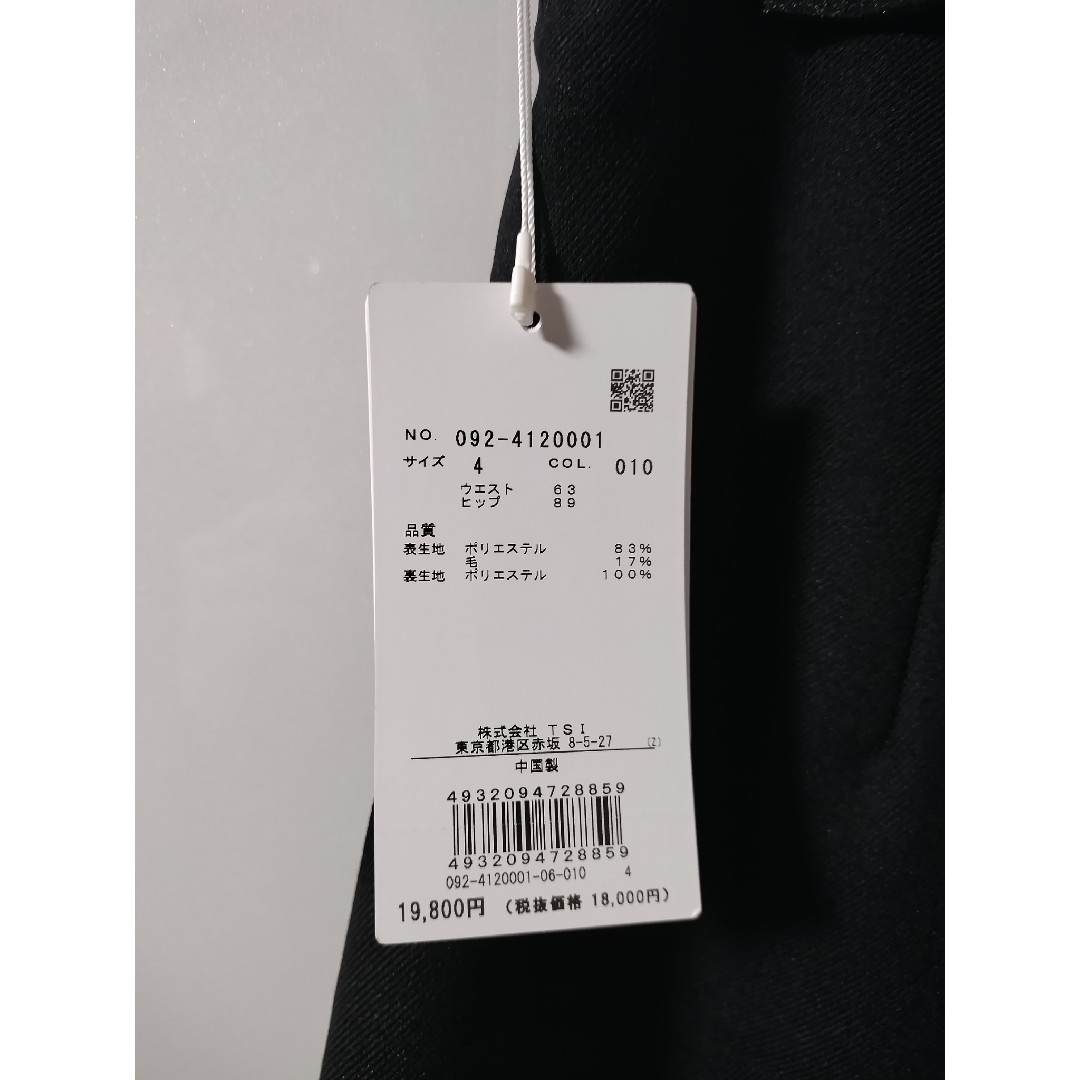 NO. 092-4120001
サイズ 4 COL. 010
ウエスト 63
ヒップ 89
品質
表生地 ポリエステル 83%
毛 17%
裏生地 ポリエステル 100%
株式会社 TSI
東京都港区赤坂 8-5-27 (Z)
中国製
4932094728859
4932094728859
092-4120001-06-010 4
19,800円 (税抜価格 18,000円)